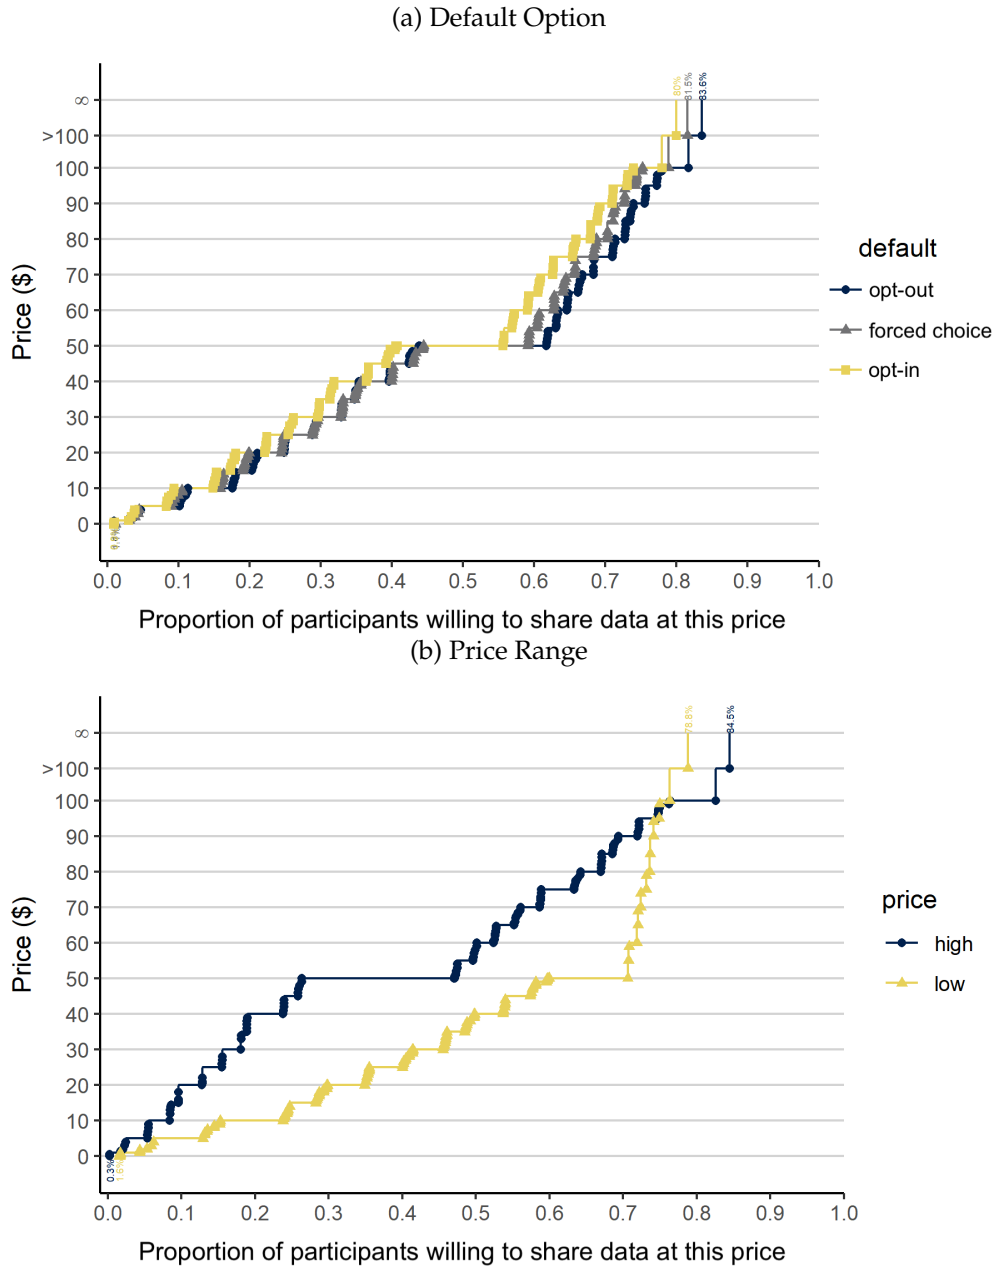 (a) Default Option
80%
81.5%
83.6%
∞
>100
100
90
80
70
60
50
40
30
20
10
0
Price ($)
0.0 0.1 0.2 0.3 0.4 0.5 0.6 0.7 0.8 0.9 1.0
Proportion of participants willing to share data at this price
default
opt-out
forced choice
opt-in
(b) Price Range
78.8%
84.5%
∞
>100
100
90
80
70
60
50
40
30
20
10
0
0.3%
1.6%
Price ($)
0.0 0.1 0.2 0.3 0.4 0.5 0.6 0.7 0.8 0.9 1.0
Proportion of participants willing to share data at this price
price
high
low